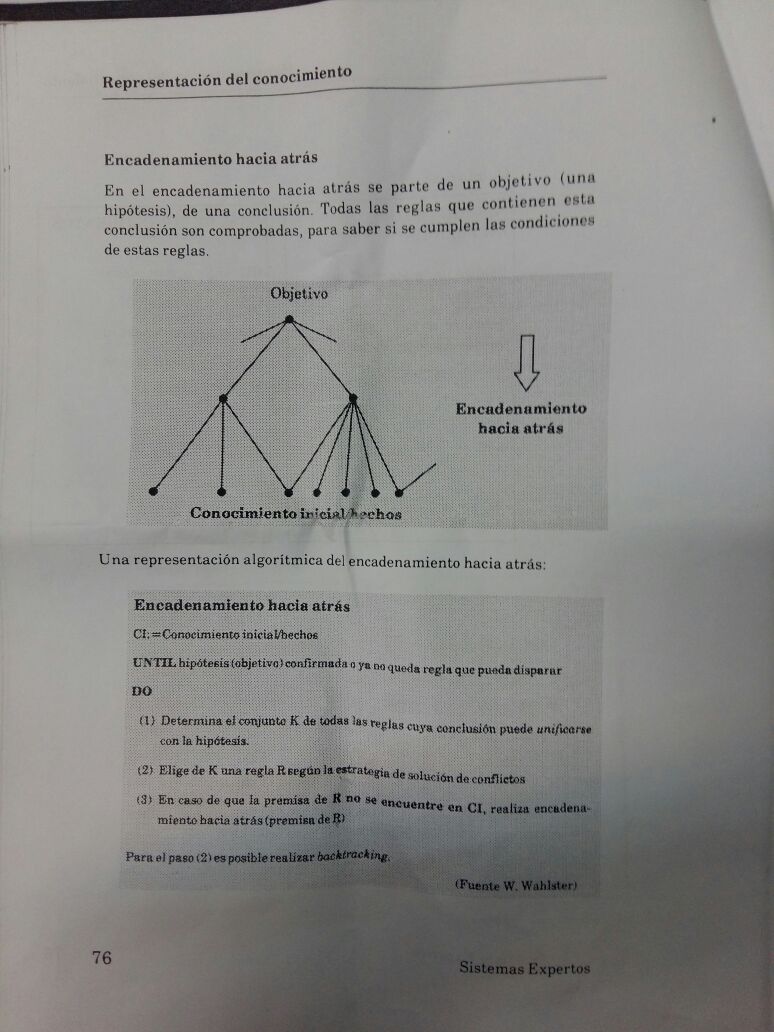 Representación del conocimiento
Encadenamiento hacia atrás
En el encadenamiento hacia atrás se parte de un objetivo (una
hipótesis), de una conclusión. Todas las reglas que contienen esta
conclusión son comprobadas, para saber si se cumplen las condiciones
de estas reglas.
Objetivo
Encadenamiento
hacia atrás
Conocimiento inicial/hechos
Una representación algorítmica del encadenamiento hacia atrás:
Encadenamiento hacia atrás
CI:=Conocimiento inicial/hechos
UNTIL hipótesis (objetivo) confirmada o ya no queda regla que pueda disparar
DO
(1) Determina el conjunto K de todas las reglas cuya conclusión puede unificarse
con la hipótesis.
(2) Elige de K una regla R según la estrategia de solución de conflictos
(3) En caso de que la premisa de R no se encuentre en CI, realiza encadena-
miento hacia atrás (premisa de R)
Para el paso (2) es posible realizar backtracking.
(Fuente W. Wahlster)
76
Sistemas Expertos